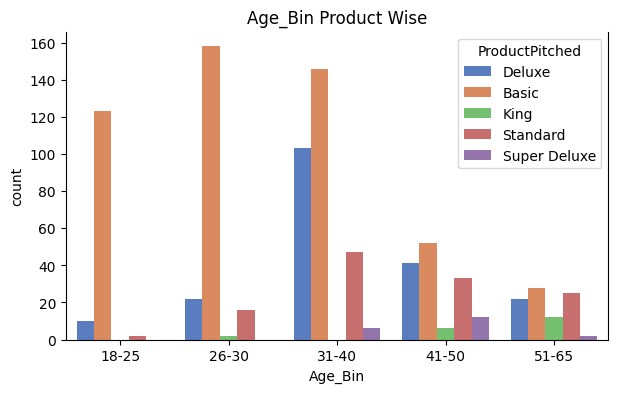 Age_Bin Product Wise
ProductPitched
Deluxe
Basic
King
Standard
Super Deluxe
count
160
140
120
100
80
60
40
20
0
18-25 26-30 31-40 41-50 51-65
Age_Bin